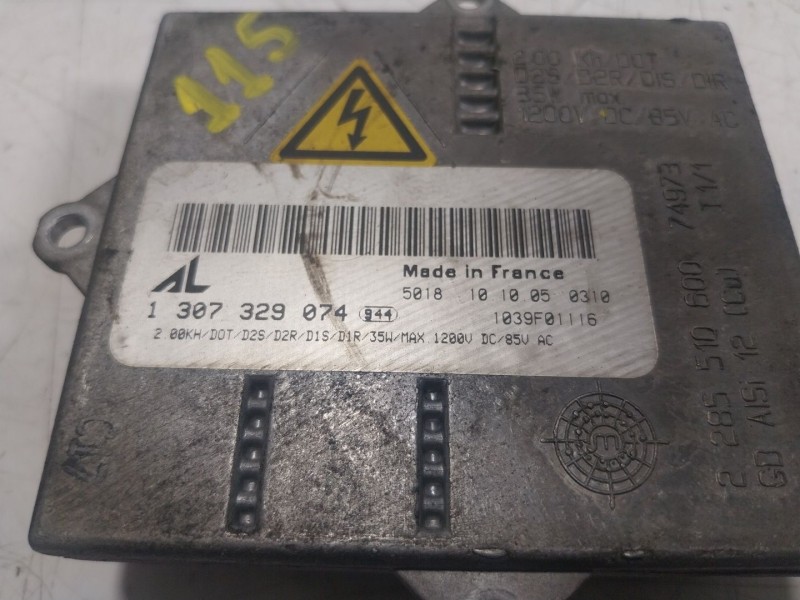 115
2.00 KH/DOT
D2S/D2R/D1S/D1R
35W max
1200V DC/85V AC
AL
Made in France
5018 10 10 05 0310
1 307 329 074 944
1039F01116
2.00KH/DOT/D2S/D2R/D1S/D1R/35W/MAX 1200V DC/85V AC
74973
T 1/1
2 285 510 600
GD AlSi 12 (Cu)